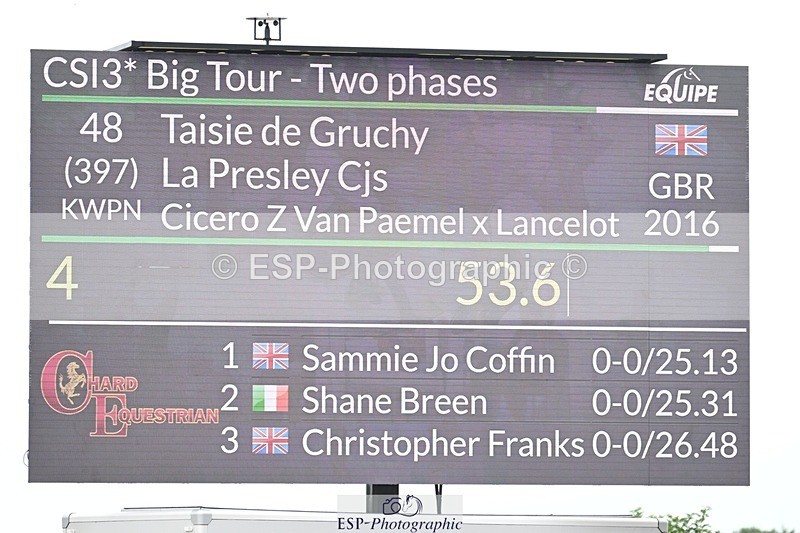 CSI3* Big Tour - Two phases
EQUIPE
48 Taisie de Gruchy
(397) La Presley Cjs GBR
KWPN Cicero Z Van Paemel x Lancelot 2016
© ESP-Photographic ©
4 53.6
CHARD
EQUESTRIAN
1 Sammie Jo Coffin 0-0/25.13
2 Shane Breen 0-0/25.31
3 Christopher Franks 0-0/26.48
ESP-Photographic